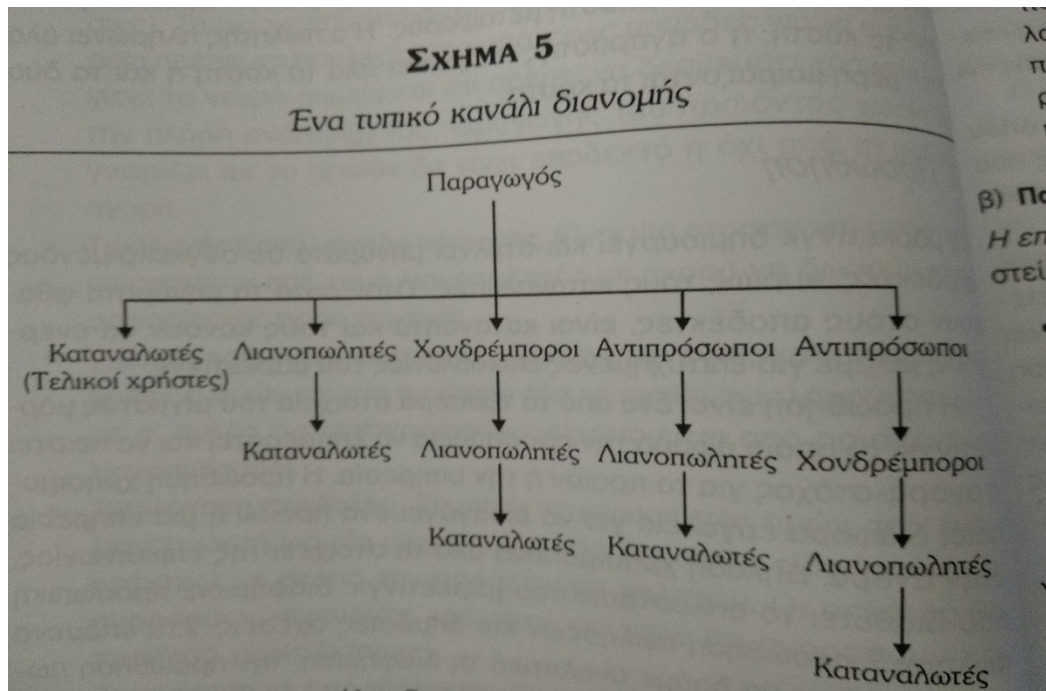 ΣΧΗΜΑ 5
Ένα τυπικό κανάλι διανομής
Παραγωγός
Καταναλωτές Λιανοπωλητές Χονδρέμποροι Αντιπρόσωποι Αντιπρόσωποι
(Τελικοί χρήστες)
Καταναλωτές Λιανοπωλητές Λιανοπωλητές Χονδρέμποροι
Καταναλωτές Καταναλωτές Λιανοπωλητές
Καταναλωτές
β)
Η επ
στεί